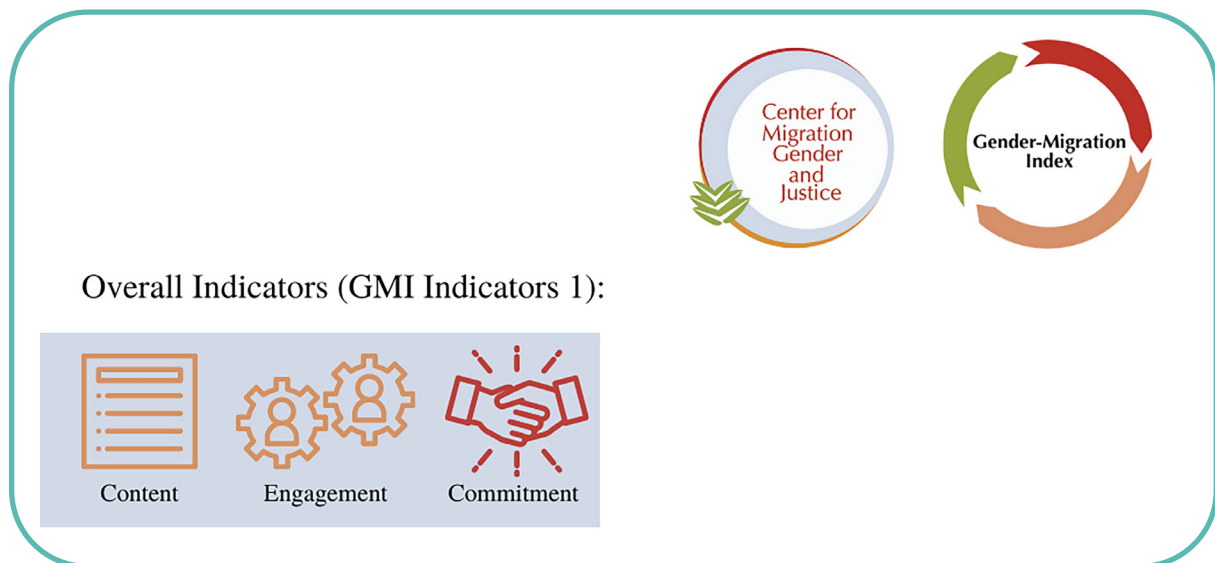 Center for
Migration
Gender
and
Justice
Gender-Migration
Index
Overall Indicators (GMI Indicators 1):
Content
Engagement
Commitment